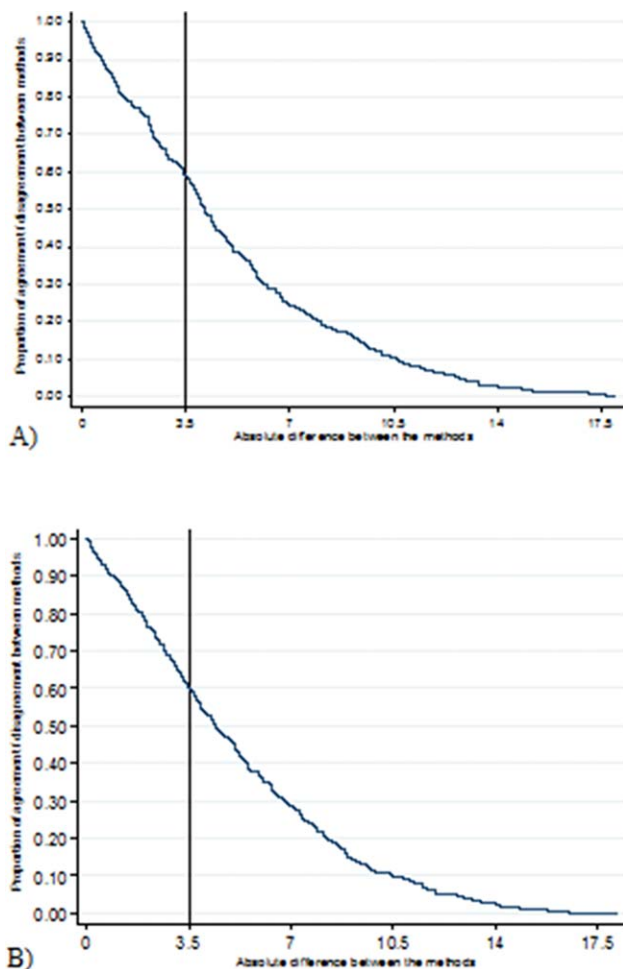 Proportion of agreement / disagreement between methods
1.00
0.90
0.80
0.70
0.60
0.50
0.40
0.30
0.20
0.10
0.00
0 3.5 7 10.5 14 17.5
Absolute difference between the methods
A)
Proportion of agreement / disagreement between methods
1.00
0.90
0.80
0.70
0.60
0.50
0.40
0.30
0.20
0.10
0.00
0 3.5 7 10.5 14 17.5
Absolute difference between the methods
B)